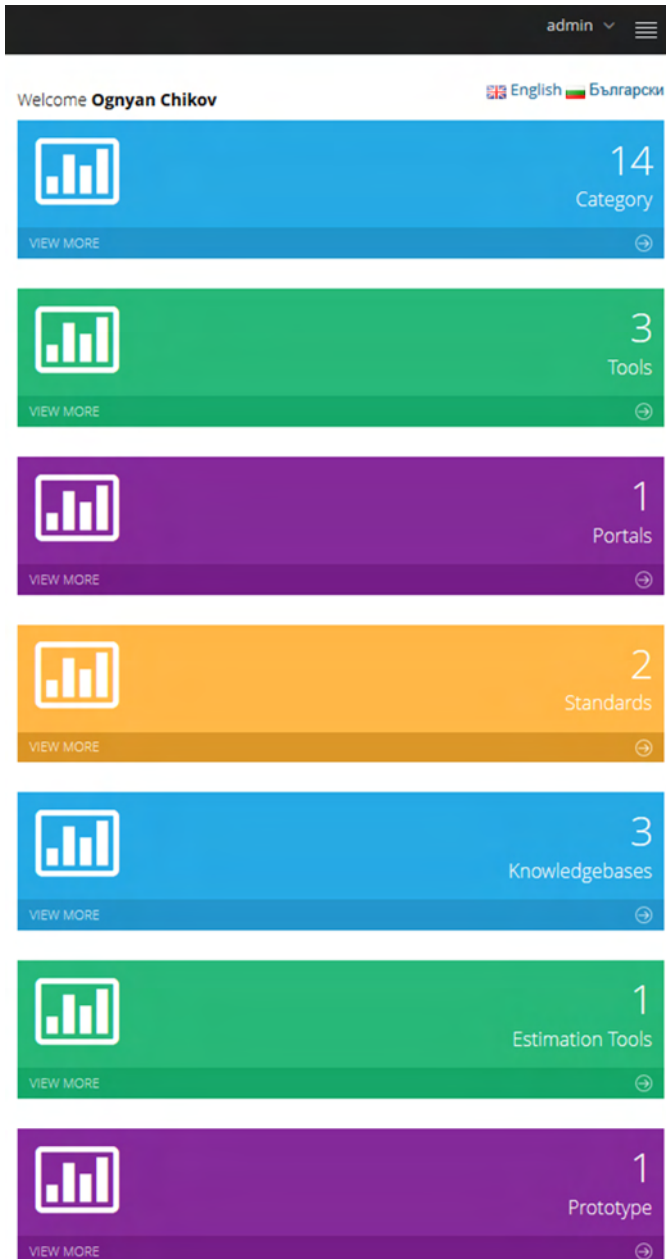 admin
Welcome Ognyan Chikov
English Български
14
Category
VIEW MORE
3
Tools
VIEW MORE
1
Portals
VIEW MORE
2
Standards
VIEW MORE
3
Knowledgebases
VIEW MORE
1
Estimation Tools
VIEW MORE
1
Prototype
VIEW MORE